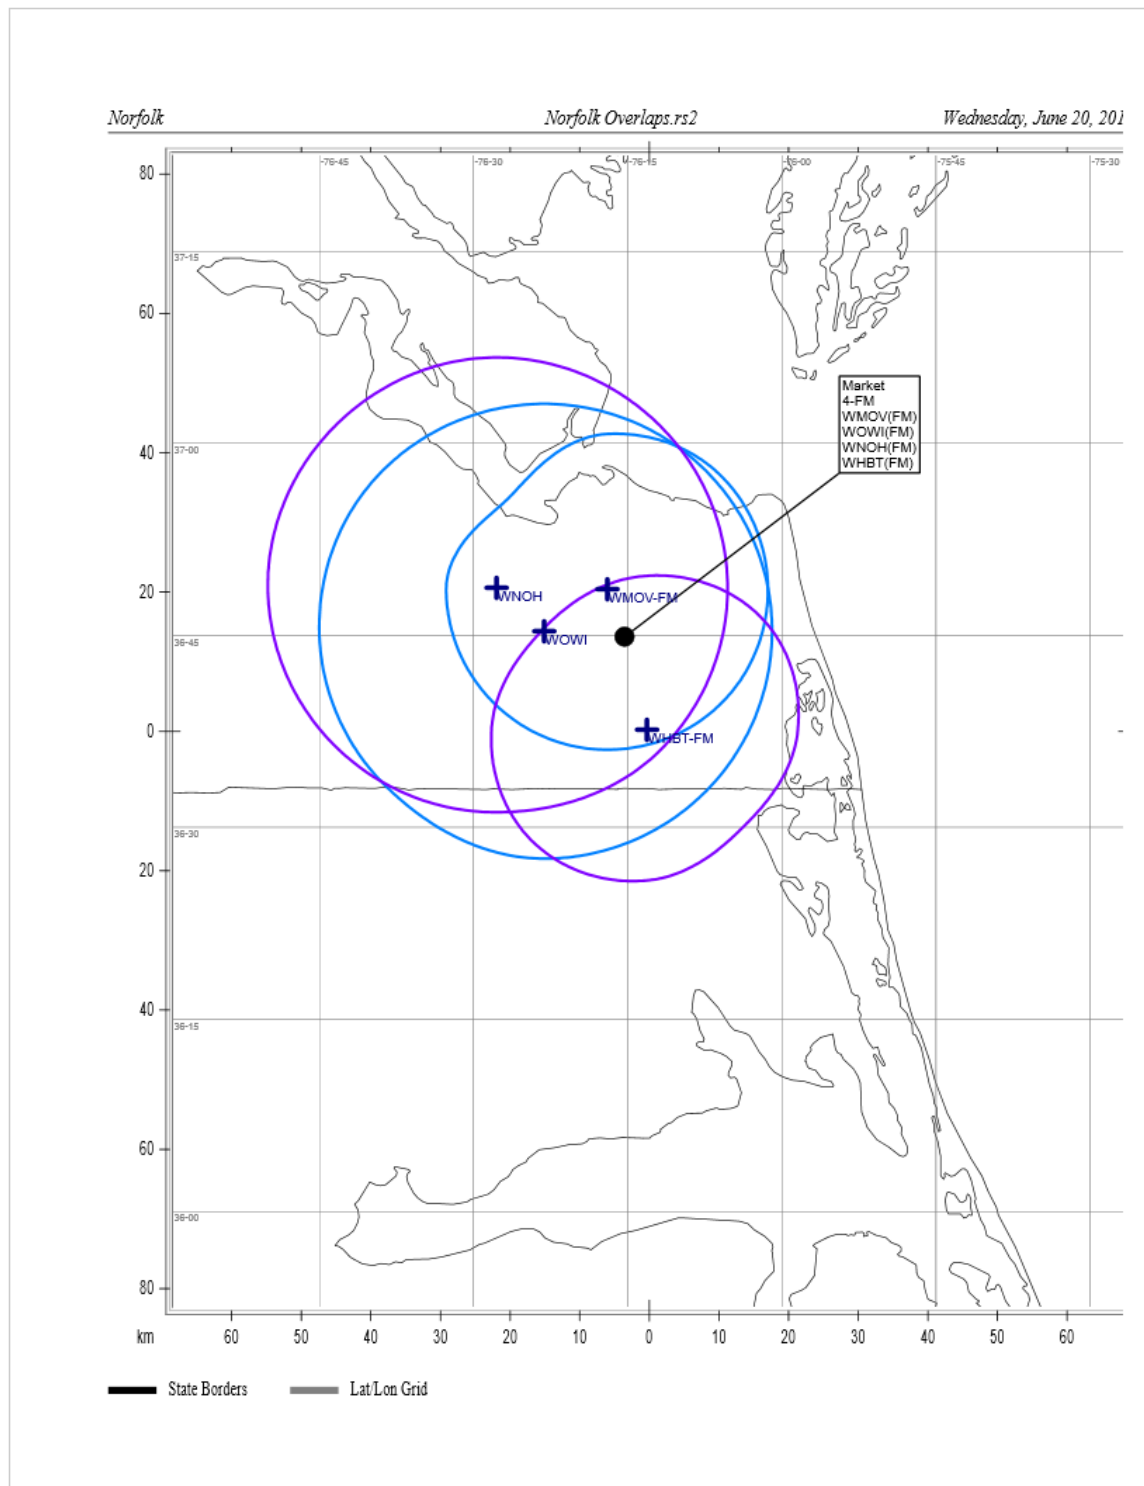 Norfolk Norfolk Overlaps.rs2 Wednesday, June 20, 201
-76-45 -76-30 -76-15 -76-00 -75-45 -75-30
80
37-15
60
Market
4-FM
WMOV(FM)
WOWI(FM)
WNOH(FM)
WHBT(FM)
40
37-00
20
WNOH WMOV-FM
WOWI
36-45
0
WHBT-FM
36-30
20
40
36-15
60
36-00
80
km 60 50 40 30 20 10 0 10 20 30 40 50 60
State Borders Lat/Lon Grid